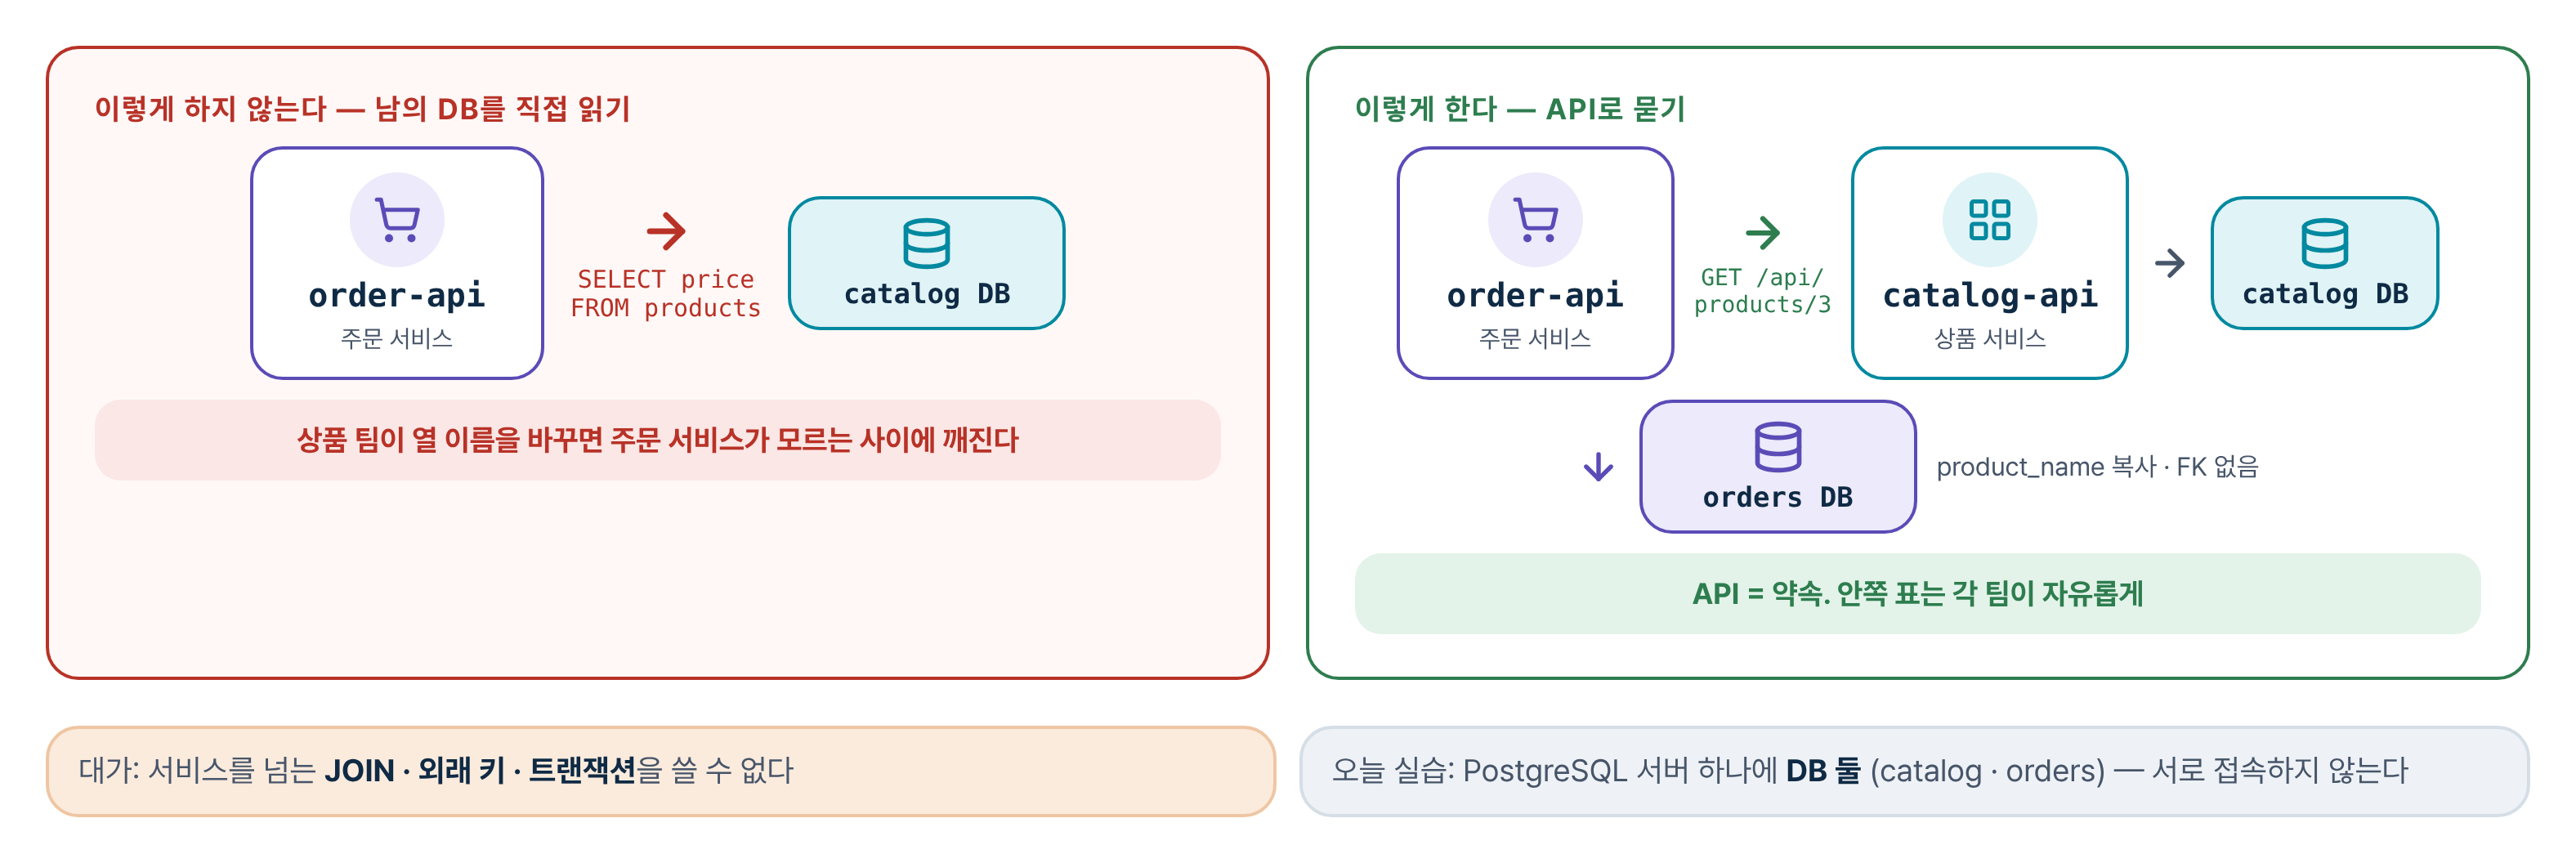 이렇게 하지 않는다 — 남의 DB를 직접 읽기
order-api
주문 서비스
SELECT price
FROM products
catalog DB
상품 팀이 열 이름을 바꾸면 주문 서비스가 모르는 사이에 깨진다
이렇게 한다 — API로 묻기
order-api
주문 서비스
GET /api/
products/3
catalog-api
상품 서비스
catalog DB
orders DB
product_name 복사 · FK 없음
API = 약속. 안쪽 표는 각 팀이 자유롭게
대가: 서비스를 넘는 JOIN · 외래 키 · 트랜잭션을 쓸 수 없다
오늘 실습: PostgreSQL 서버 하나에 DB 둘 (catalog · orders) — 서로 접속하지 않는다